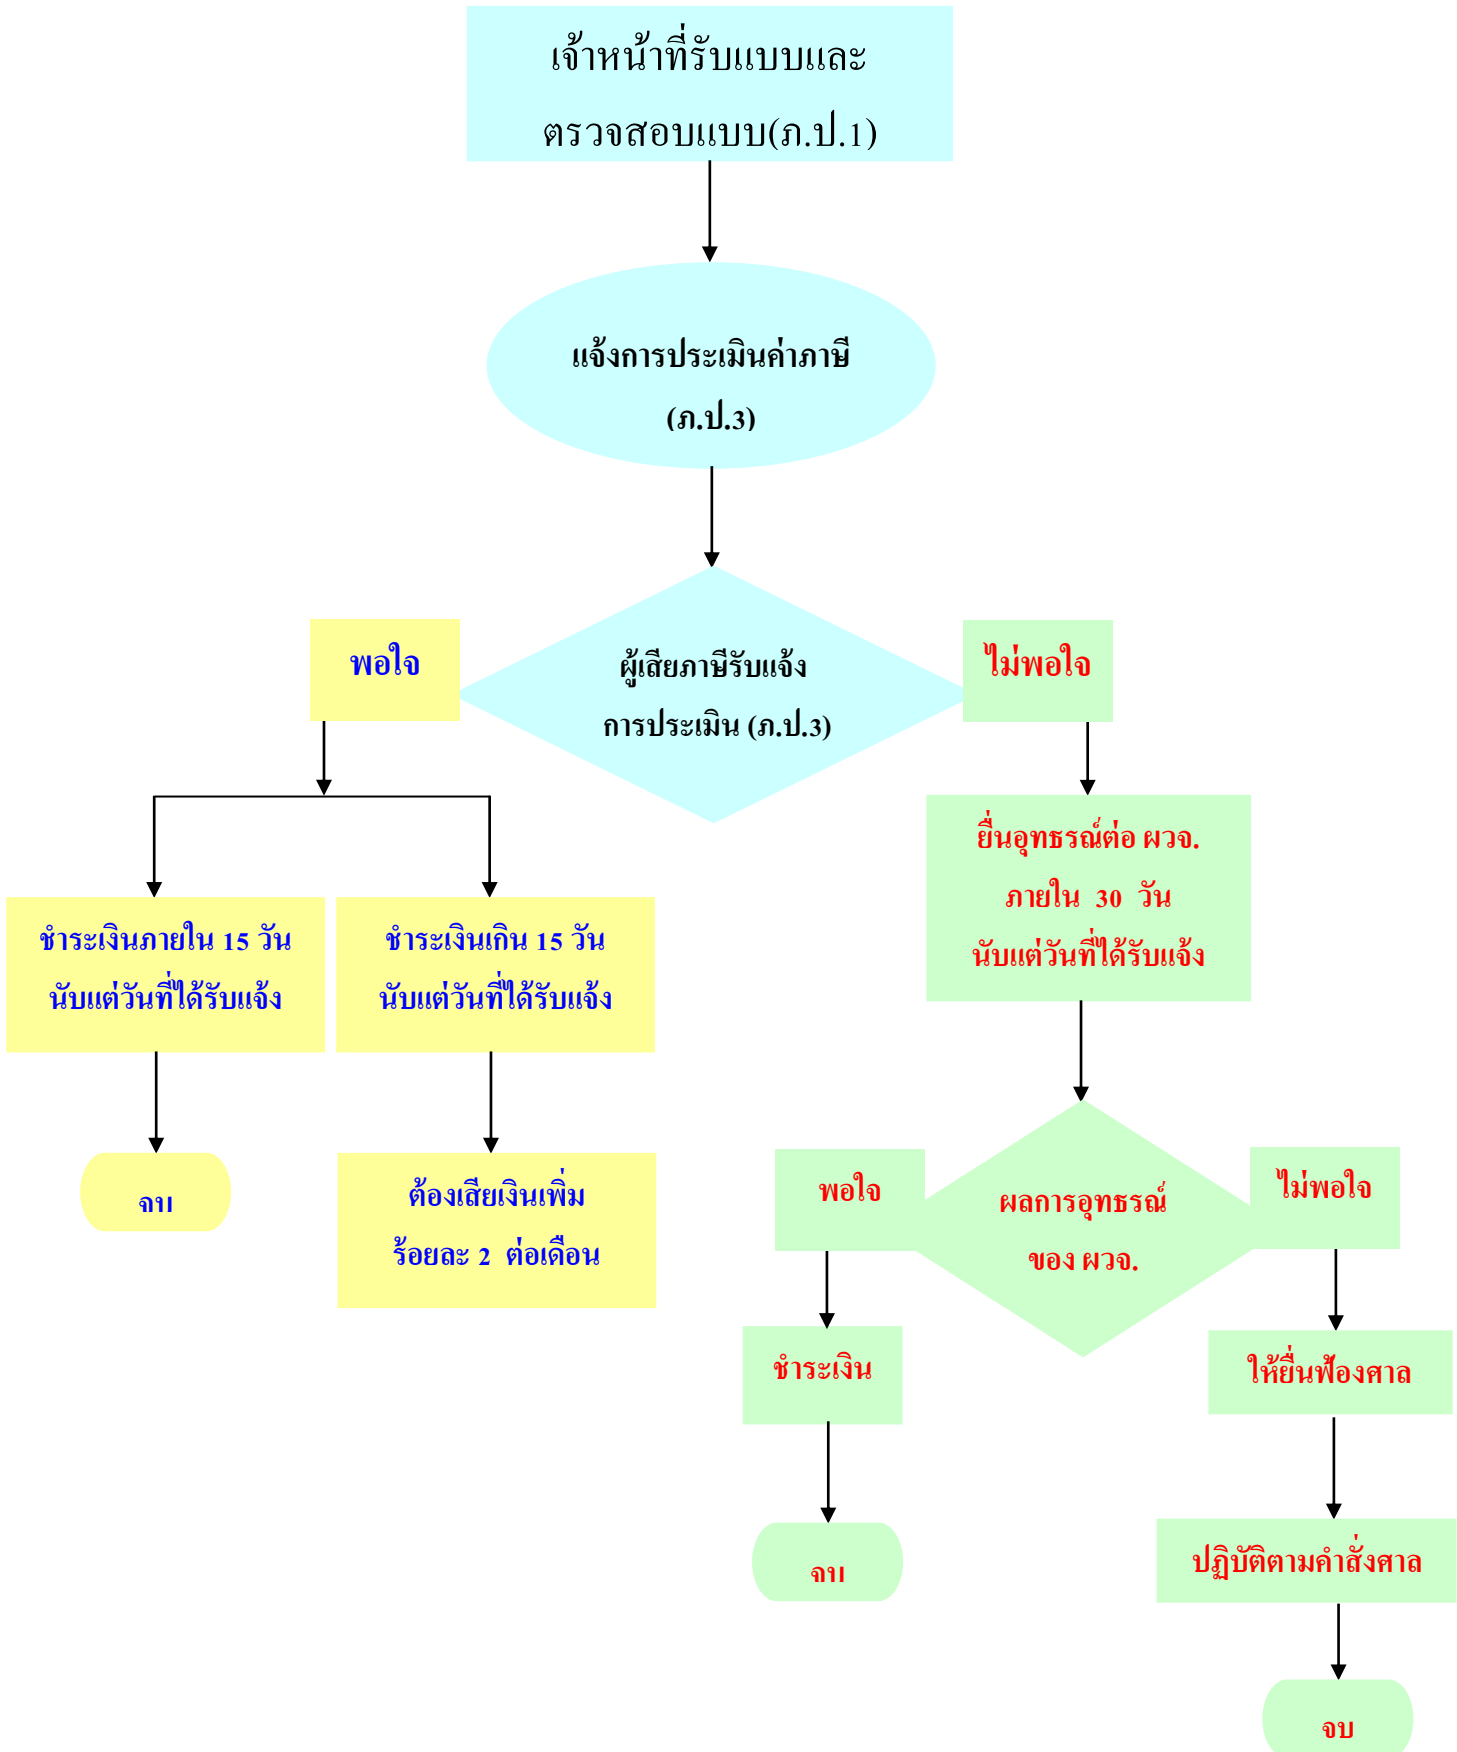 เจ้าหน้าที่รับแบบและ
ตรวจสอบแบบ(ภ.ป.1)
แจ้งการประเมินค่าภาษี
(ภ.ป.3)
พอใจ
ผู้เสียภาษีรับแจ้ง
การประเมิน (ภ.ป.3)
ไม่พอใจ
ชำระเงินภายใน 15 วัน
นับแต่วันที่ได้รับแจ้ง
ชำระเงินเกิน 15 วัน
นับแต่วันที่ได้รับแจ้ง
ยื่นอุทธรณ์ต่อ ผวจ.
ภายใน 30 วัน
นับแต่วันที่ได้รับแจ้ง
จบ
ต้องเสียเงินเพิ่ม
ร้อยละ 2 ต่อเดือน
พอใจ
ผลการอุทธรณ์
ของ ผวจ.
ไม่พอใจ
ชำระเงิน
ให้ยื่นฟ้องศาล
จบ
ปฏิบัติตามคำสั่งศาล
จบ